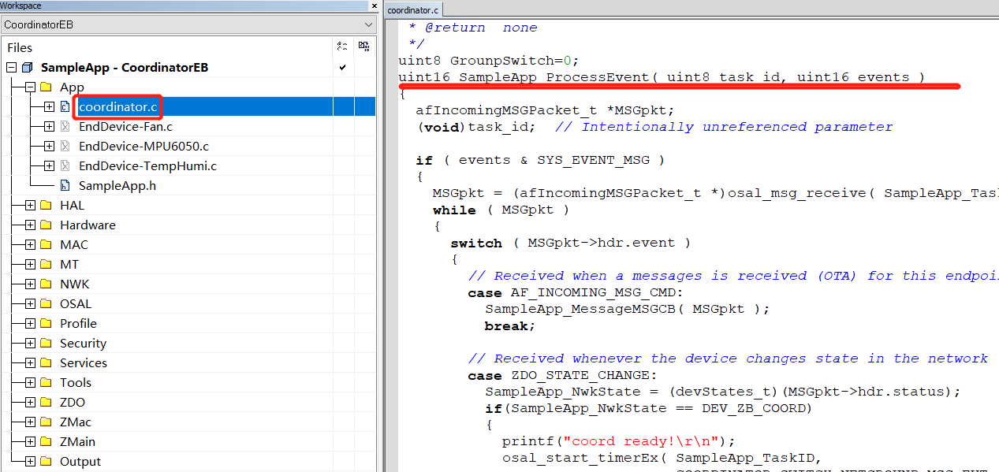 Workspace
CoordinatorEB
Files
SampleApp - CoordinatorEB
App
coordinator.c
EndDevice-Fan.c
EndDevice-MPU6050.c
EndDevice-TempHumi.c
SampleApp.h
HAL
Hardware
MAC
MT
NWK
OSAL
Profile
Security
Services
Tools
ZDO
ZMac
ZMain
Output
coordinator.c
* @return none
*/
uint8 GrounpSwitch=0;
uint16 SampleApp_ProcessEvent( uint8 task_id, uint16 events )
{
afIncomingMSGPacket_t *MSGpkt;
(void)task_id; // Intentionally unreferenced parameter
if ( events & SYS_EVENT_MSG )
{
MSGpkt = (afIncomingMSGPacket_t *)osal_msg_receive( SampleApp_Task
while ( MSGpkt )
{
switch ( MSGpkt->hdr.event )
{
// Received when a messages is received (OTA) for this endpoi
case AF_INCOMING_MSG_CMD:
SampleApp_MessageMSGCB( MSGpkt );
break;
// Received whenever the device changes state in the network
case ZDO_STATE_CHANGE:
SampleApp_NwkState = (devStates_t)(MSGpkt->hdr.status);
if(SampleApp_NwkState == DEV_ZB_COORD)
{
printf("coord ready!\r\n");
osal_start_timerEx( SampleApp_TaskID,